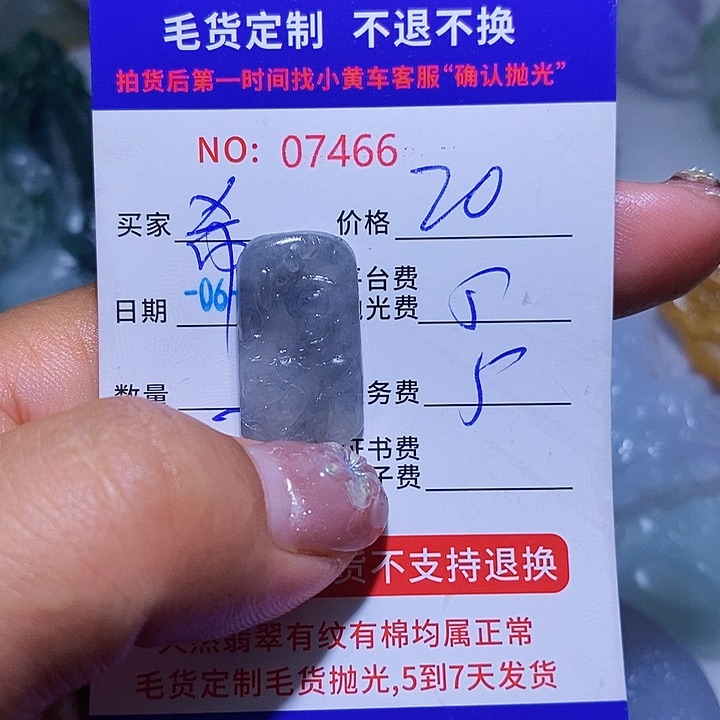 毛货定制 不退不换
拍货后第一时间找小黄车客服“确认抛光”
NO: 07466
买家 希 价格 20
日期 -06- 台费
光费 5
数量 务费 5
证书费
子费
货不支持退换
天然翡翠有纹有棉均属正常
毛货定制毛货抛光,5到7天发货